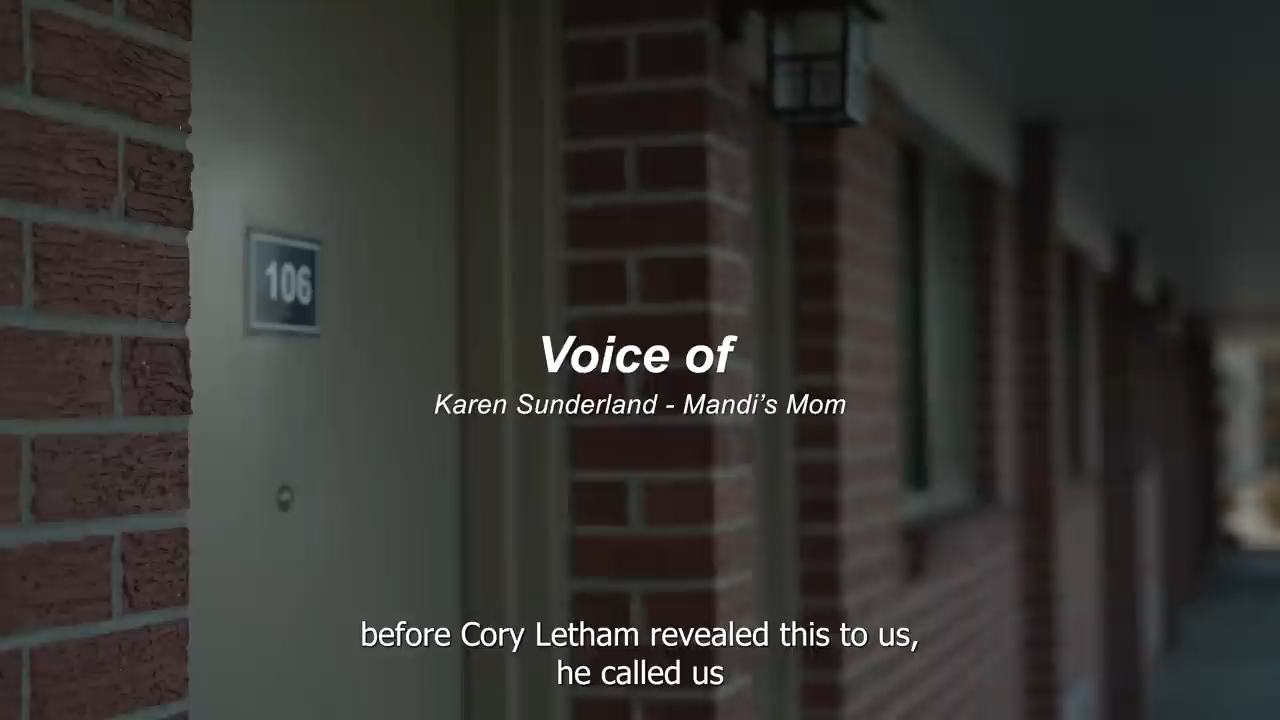 106
Voice of
Karen Sunderland - Mandi's Mom
before Cory Letham revealed this to us,
he called us